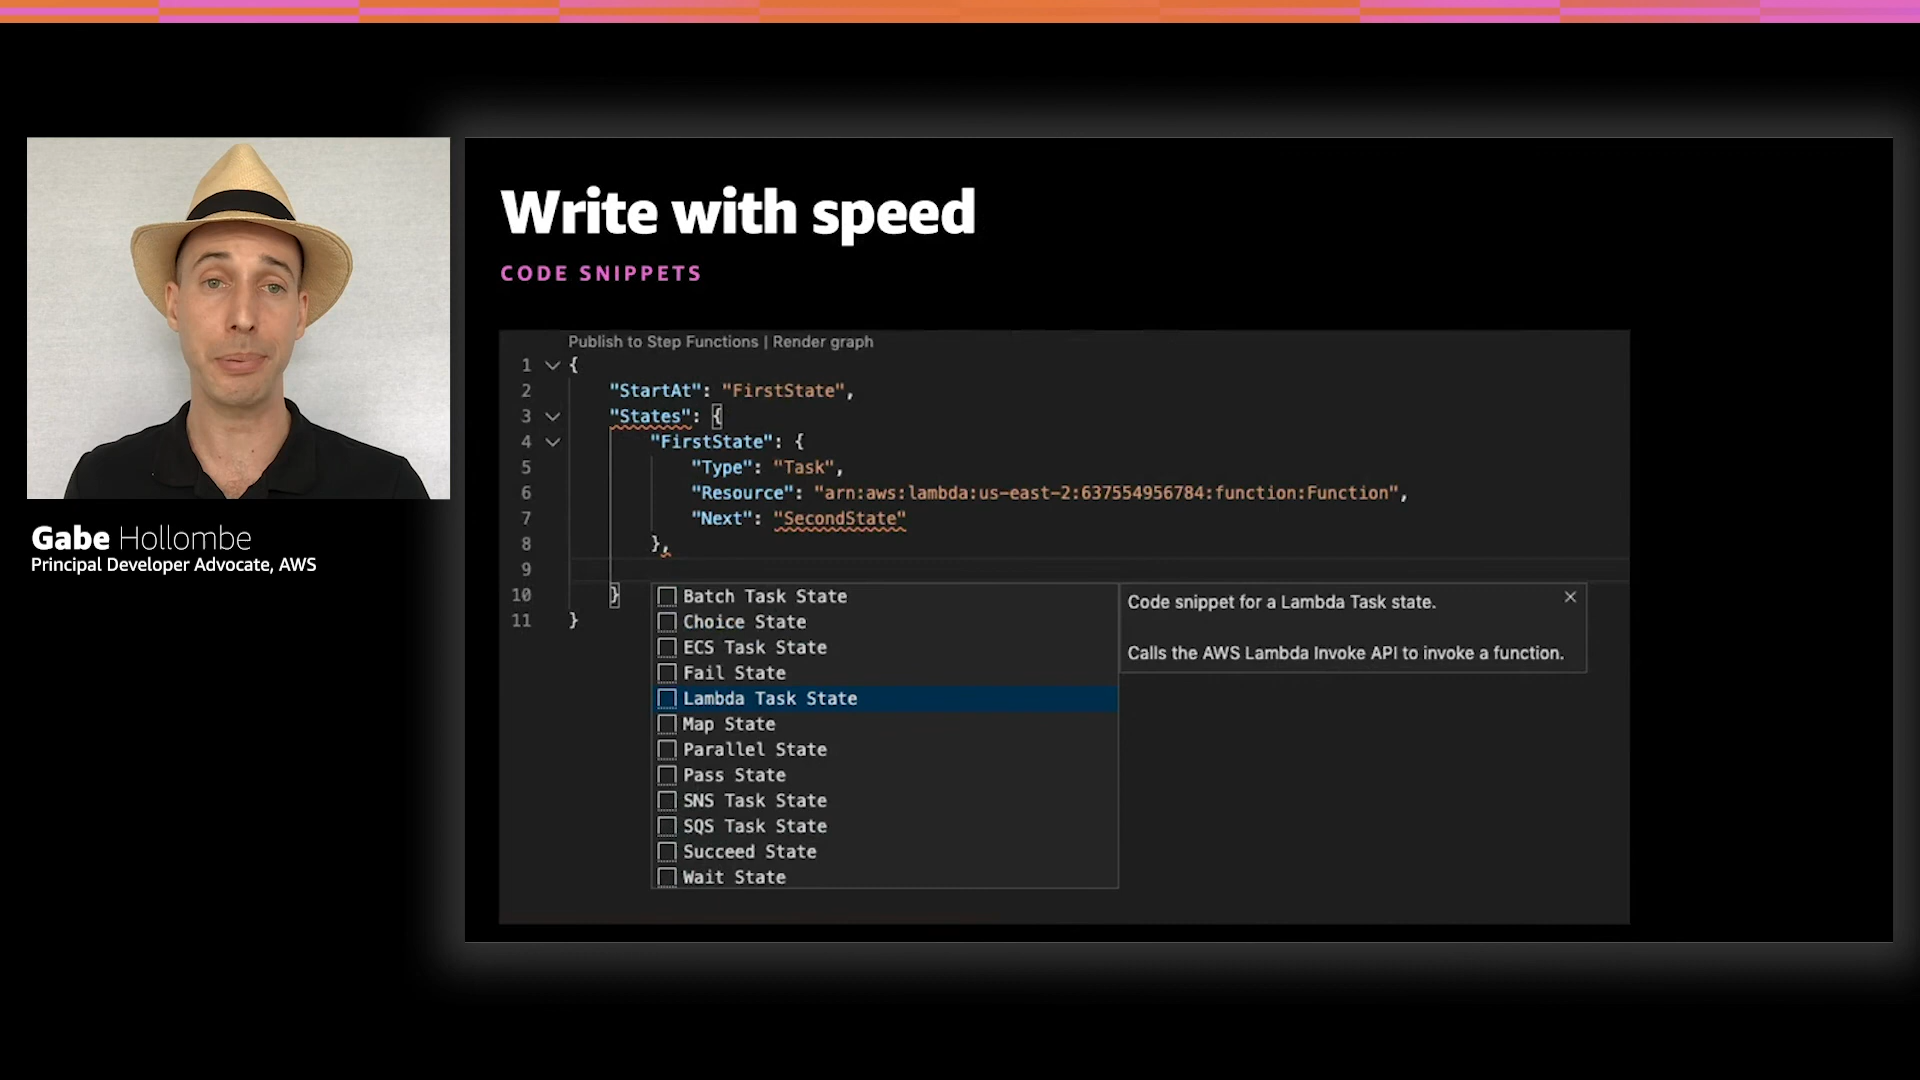 Write with speed
CODE SNIPPETS
Gabe Hollombe
Principal Developer Advocate, AWS
Publish to Step Functions | Render graph
1 {
2 "StartAt": "FirstState",
3 "States": {
4 "FirstState": {
5 "Type": "Task",
6 "Resource": "arn:aws:lambda:us-east-2:637554956784:function:Function",
7 "Next": "SecondState"
8 },
9
10 }
11 }
Batch Task State
Choice State
ECS Task State
Fail State
Lambda Task State
Map State
Parallel State
Pass State
SNS Task State
SQS Task State
Succeed State
Wait State
Code snippet for a Lambda Task state.
Calls the AWS Lambda Invoke API to invoke a function.